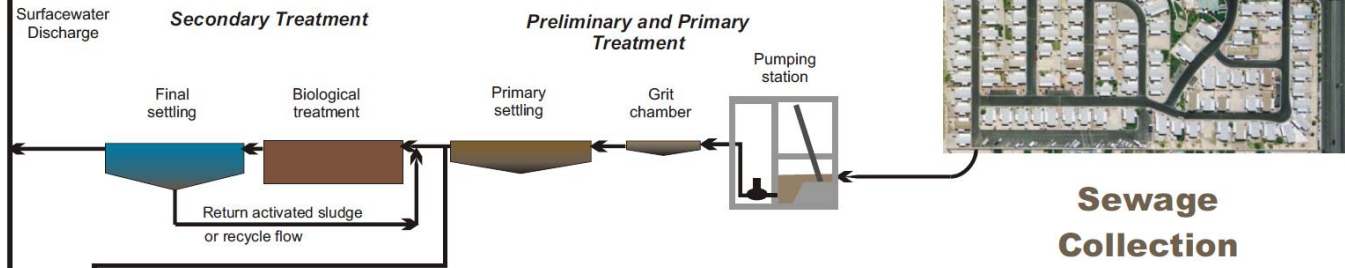 Surfacewater
Discharge
Secondary Treatment
Preliminary and Primary
Treatment
Pumping
station
Final
settling
Biological
treatment
Primary
settling
Grit
chamber
Return activated sludge
or recycle flow
Sewage
Collection